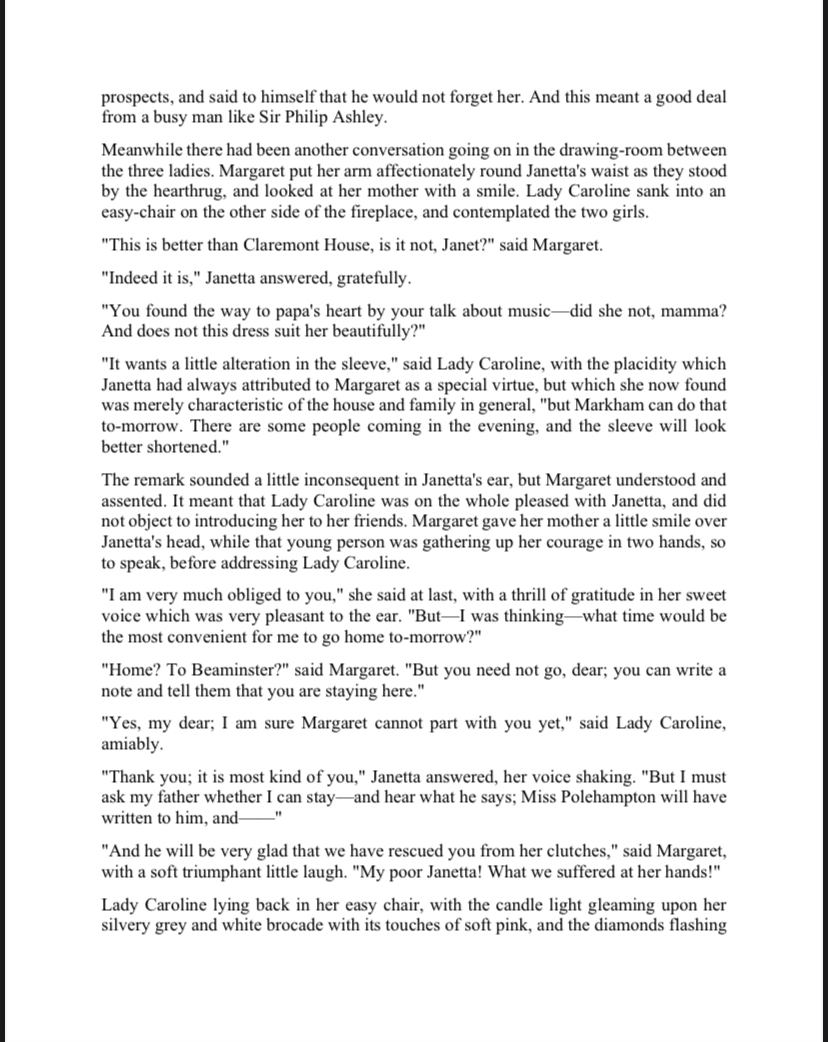 prospects, and said to himself that he would not forget her. And this meant a good deal
from a busy man like Sir Philip Ashley.
Meanwhile there had been another conversation going on in the drawing-room between
the three ladies. Margaret put her arm affectionately round Janetta's waist as they stood
by the hearthrug, and looked at her mother with a smile. Lady Caroline sank into an
easy-chair on the other side of the fireplace, and contemplated the two girls.
"This is better than Claremont House, is it not, Janet?" said Margaret.
"Indeed it is," Janetta answered, gratefully.
"You found the way to papa's heart by your talk about music—did she not, mamma?
And does not this dress suit her beautifully?"
"It wants a little alteration in the sleeve," said Lady Caroline, with the placidity which
Janetta had always attributed to Margaret as a special virtue, but which she now found
was merely characteristic of the house and family in general, "but Markham can do that
to-morrow. There are some people coming in the evening, and the sleeve will look
better shortened."
The remark sounded a little inconsequent in Janetta's ear, but Margaret understood and
assented. It meant that Lady Caroline was on the whole pleased with Janetta, and did
not object to introducing her to her friends. Margaret gave her mother a little smile over
Janetta's head, while that young person was gathering up her courage in two hands, so
to speak, before addressing Lady Caroline.
"I am very much obliged to you," she said at last, with a thrill of gratitude in her sweet
voice which was very pleasant to the ear. "But—I was thinking—what time would be
the most convenient for me to go home to-morrow?"
"Home? To Beaminster?" said Margaret. "But you need not go, dear; you can write a
note and tell them that you are staying here."
"Yes, my dear; I am sure Margaret cannot part with you yet," said Lady Caroline,
amiably.
"Thank you; it is most kind of you," Janetta answered, her voice shaking. "But I must
ask my father whether I can stay—and hear what he says; Miss Polehampton will have
written to him, and——"
"And he will be very glad that we have rescued you from her clutches," said Margaret,
with a soft triumphant little laugh. "My poor Janetta! What we suffered at her hands!"
Lady Caroline lying back in her easy chair, with the candle light gleaming upon her
silvery grey and white brocade with its touches of soft pink, and the diamonds flashing